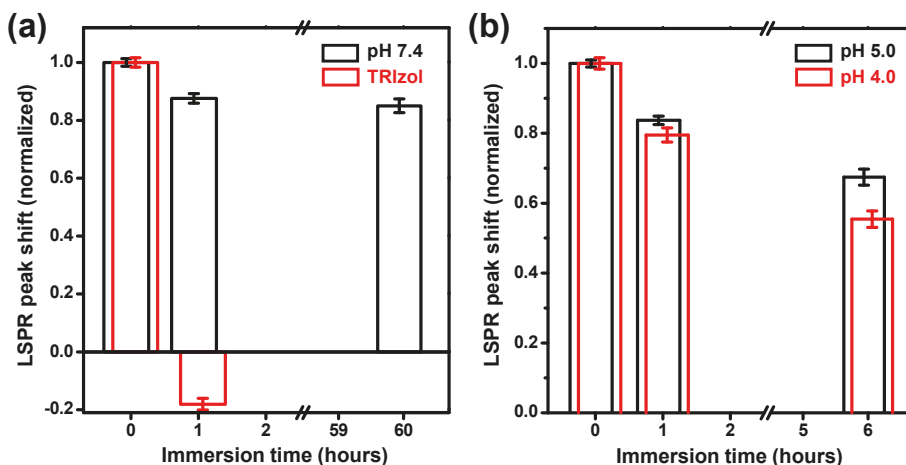 (a)
pH 7.4
TRIzol
LSPR peak shift (normalized)
1.0
0.8
0.6
0.4
0.2
0.0
-0.2
0 1 2 59 60
Immersion time (hours)
(b)
pH 5.0
pH 4.0
LSPR peak shift (normalized)
1.0
0.8
0.6
0.4
0.2
0.0
0 1 2 5 6
Immersion time (hours)